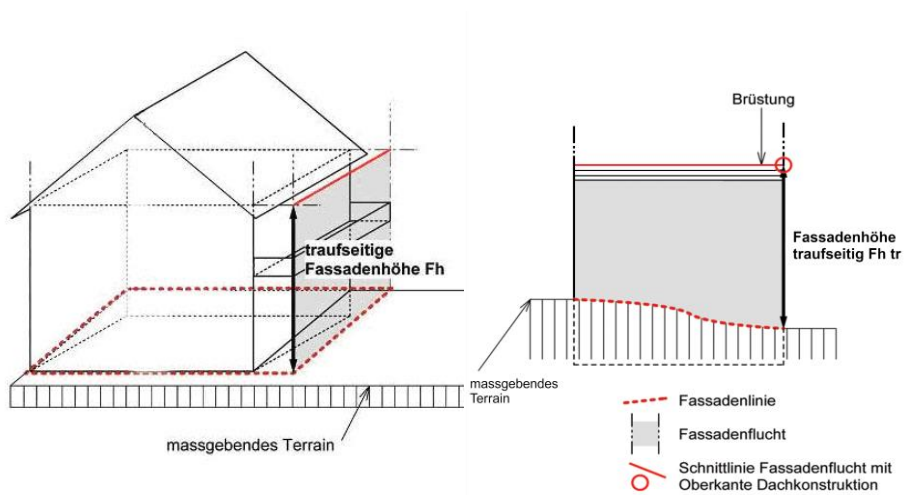 traufseitige
Fassadenhöhe Fh
massgebendes Terrain
Brüstung
Fassadenhöhe
traufseitig Fh tr
massgebendes
Terrain
Fassadenlinie
Fassadenflucht
Schnittlinie Fassadenflucht mit
Oberkante Dachkonstruktion